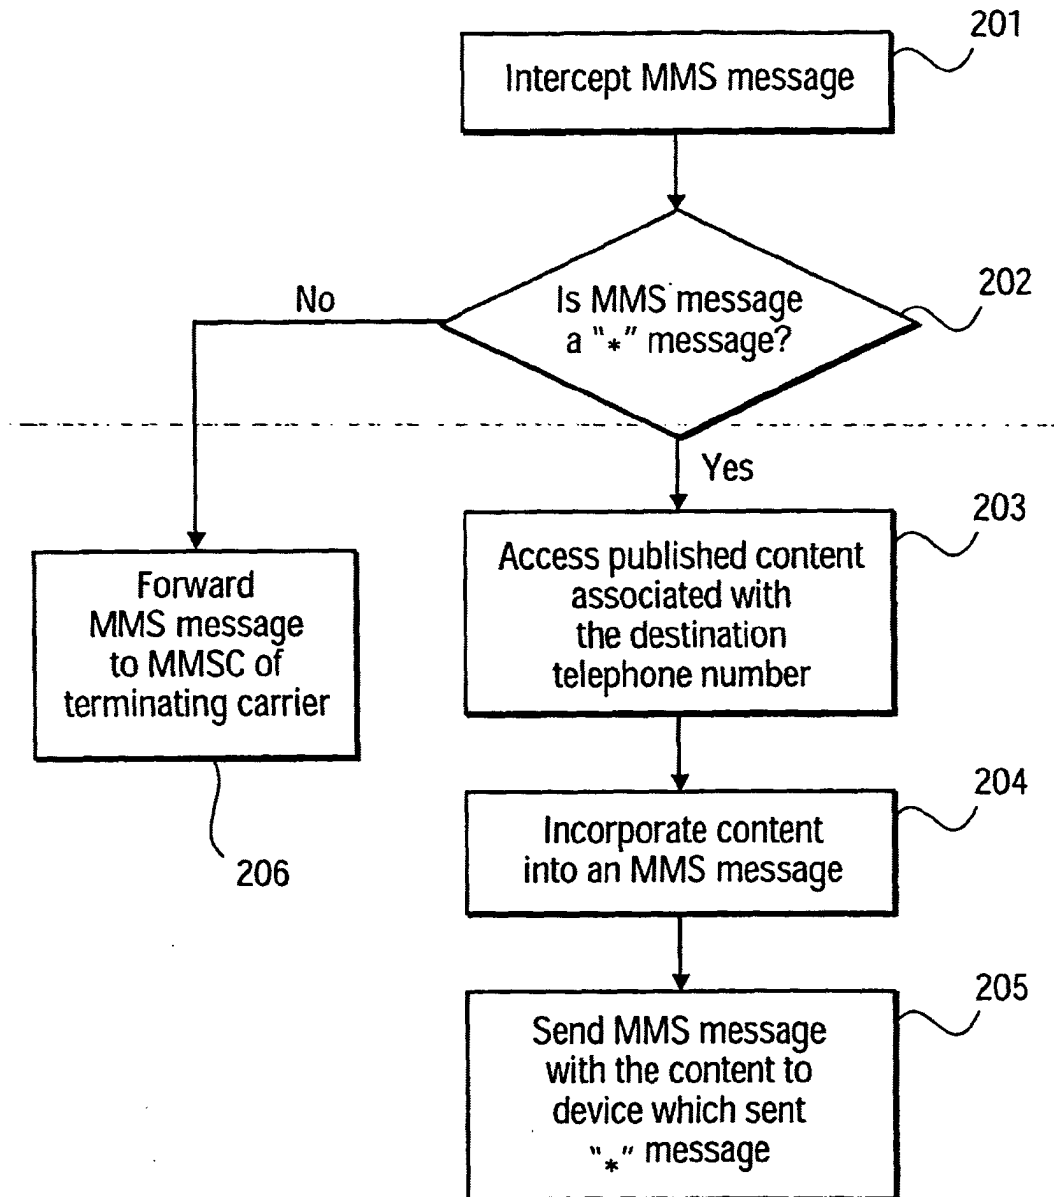 201
Intercept MMS message
202
Is MMS message
a "*" message?
No
Yes
203
Access published content
associated with
the destination
telephone number
Forward
MMS message
to MMSC of
terminating carrier
206
204
Incorporate content
into an MMS message
205
Send MMS message
with the content to
device which sent
"*" message